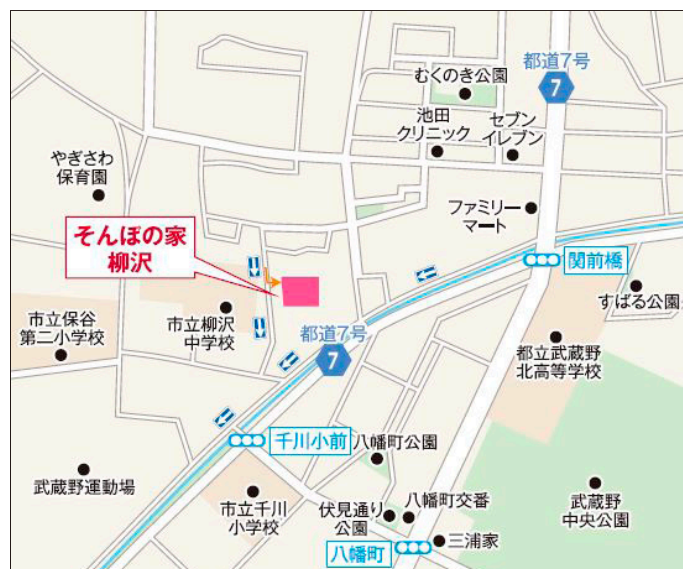 都道7号
7
むくのき公園
池田
クリニック
セブン
イレブン
やぎさわ
保育園
ファミリー
マート
そんぽの家
柳沢
関前橋
すばる公園
市立保谷
第二小学校
市立柳沢
中学校
都道7号
7
都立武蔵野
北高等学校
千川小前
八幡町公園
武蔵野運動場
市立千川
小学校
伏見通り
公園
八幡町交番
武蔵野
中央公園
八幡町
三浦家